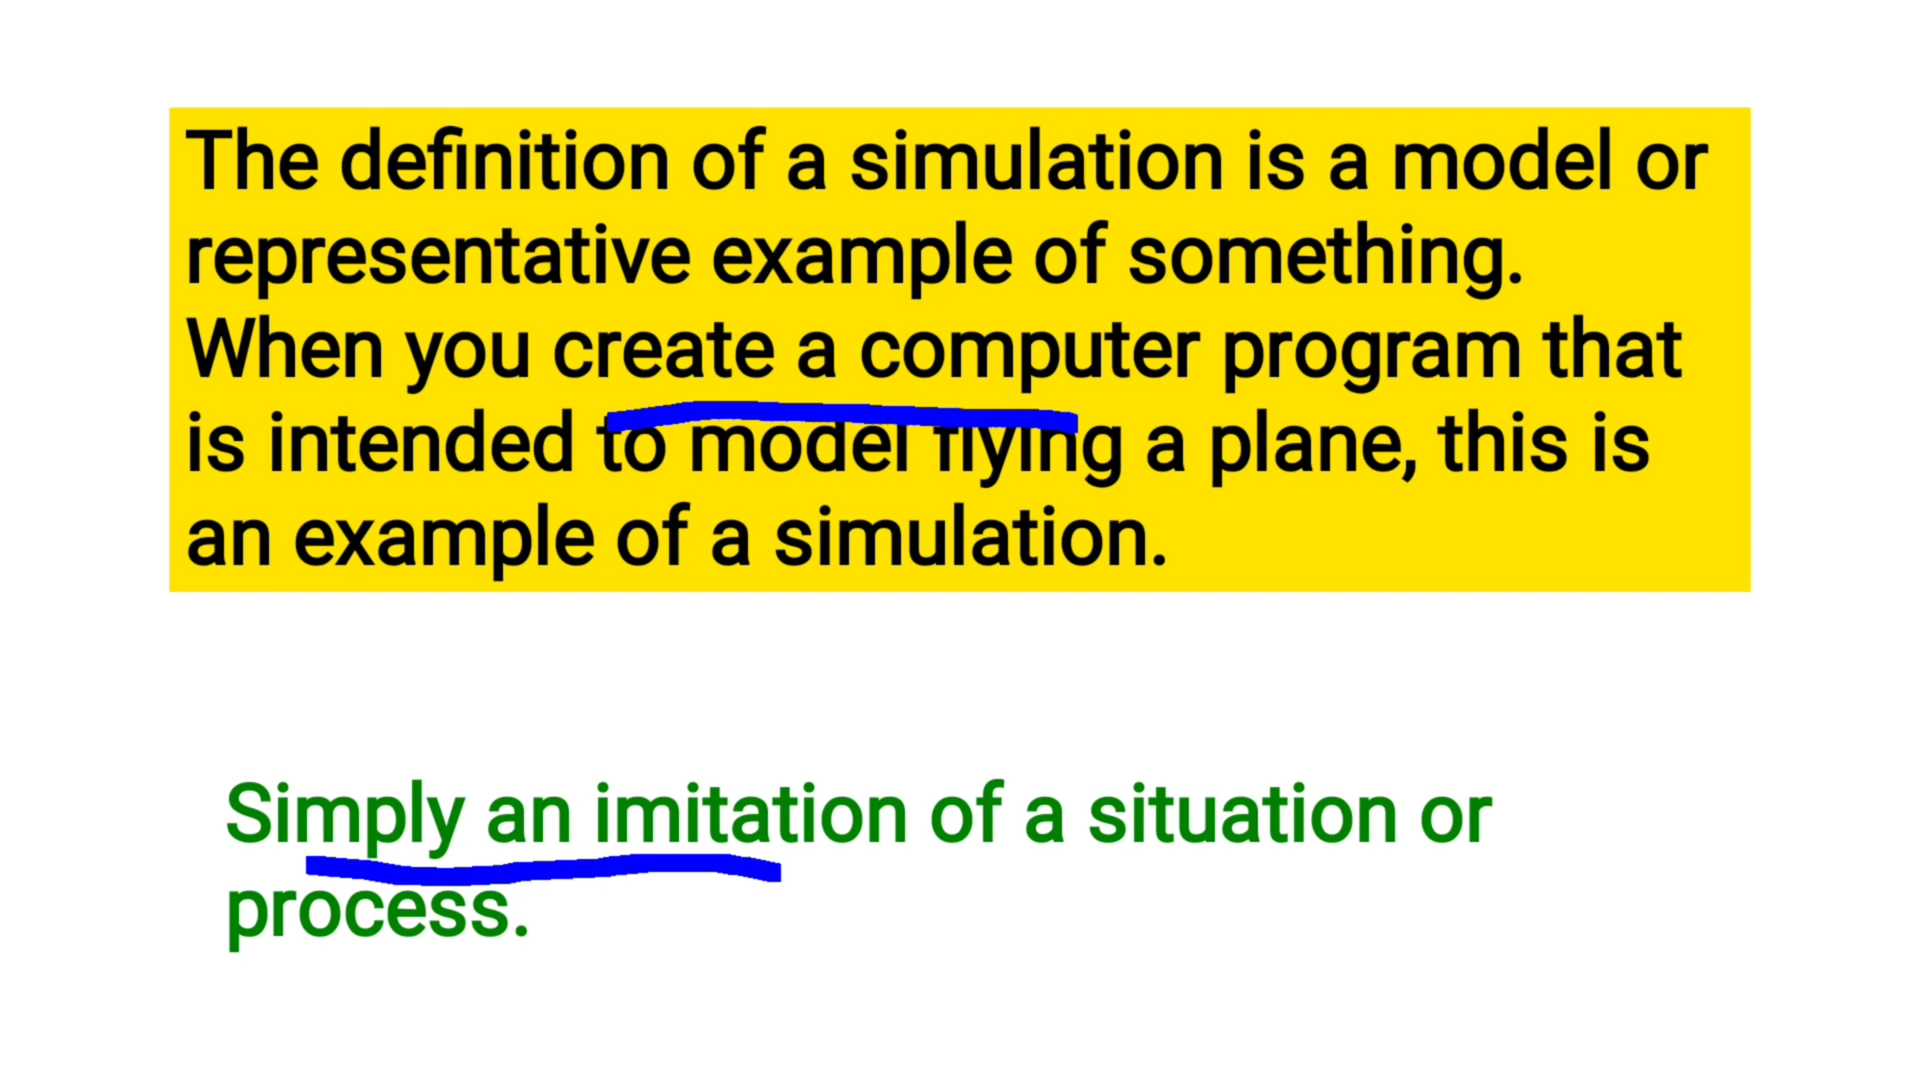 The definition of a simulation is a model or
representative example of something.
When you create a computer program that
is intended to model flying a plane, this is
an example of a simulation.
Simply an imitation of a situation or
process.